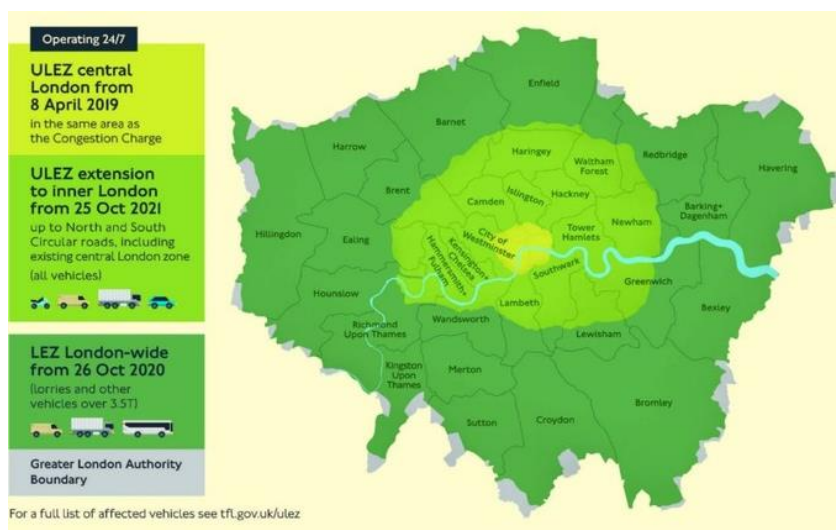 Operating 24/7
ULEZ central
London from
8 April 2019
in the same area as
the Congestion Charge
ULEZ extension
to inner London
from 25 Oct 2021
up to North and South
Circular roads, including
existing central London zone
(all vehicles)
LEZ London-wide
from 26 Oct 2020
(lorries and other
vehicles over 3.5T)
Greater London Authority
Boundary
For a full list of affected vehicles see tfl.gov.uk/ulez
Enfield
Barnet
Harrow
Haringey
Waltham
Forest
Redbridge
Havering
Brent
Camden
Islington
Hackney
Barking+
Dagenham
Hillingdon
Ealing
City of
Westminster
Tower
Hamlets
Newham
Kensington+
Chelsea
Hammersmith+
Fulham
Southwark
Greenwich
Hounslow
Lambeth
Bexley
Richmond
Upon Thames
Wandsworth
Lewisham
Kingston
Upon
Thames
Merton
Bromley
Sutton
Croydon